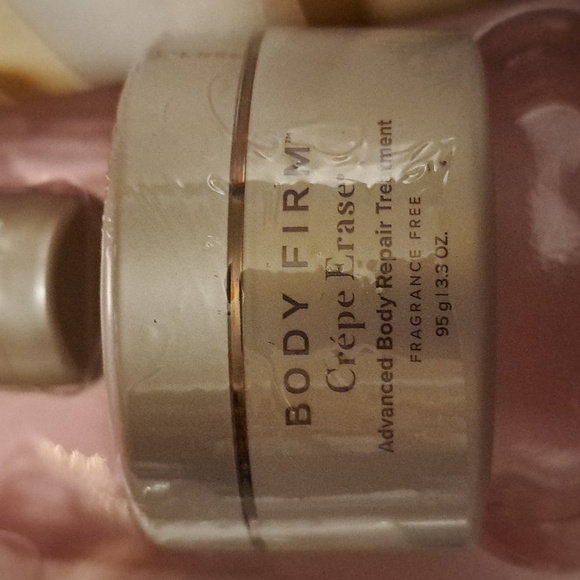 BODY FIRM™
Crépe Erase®
Advanced Body Repair Treatment
FRAGRANCE FREE
95 g | 3.3 OZ.